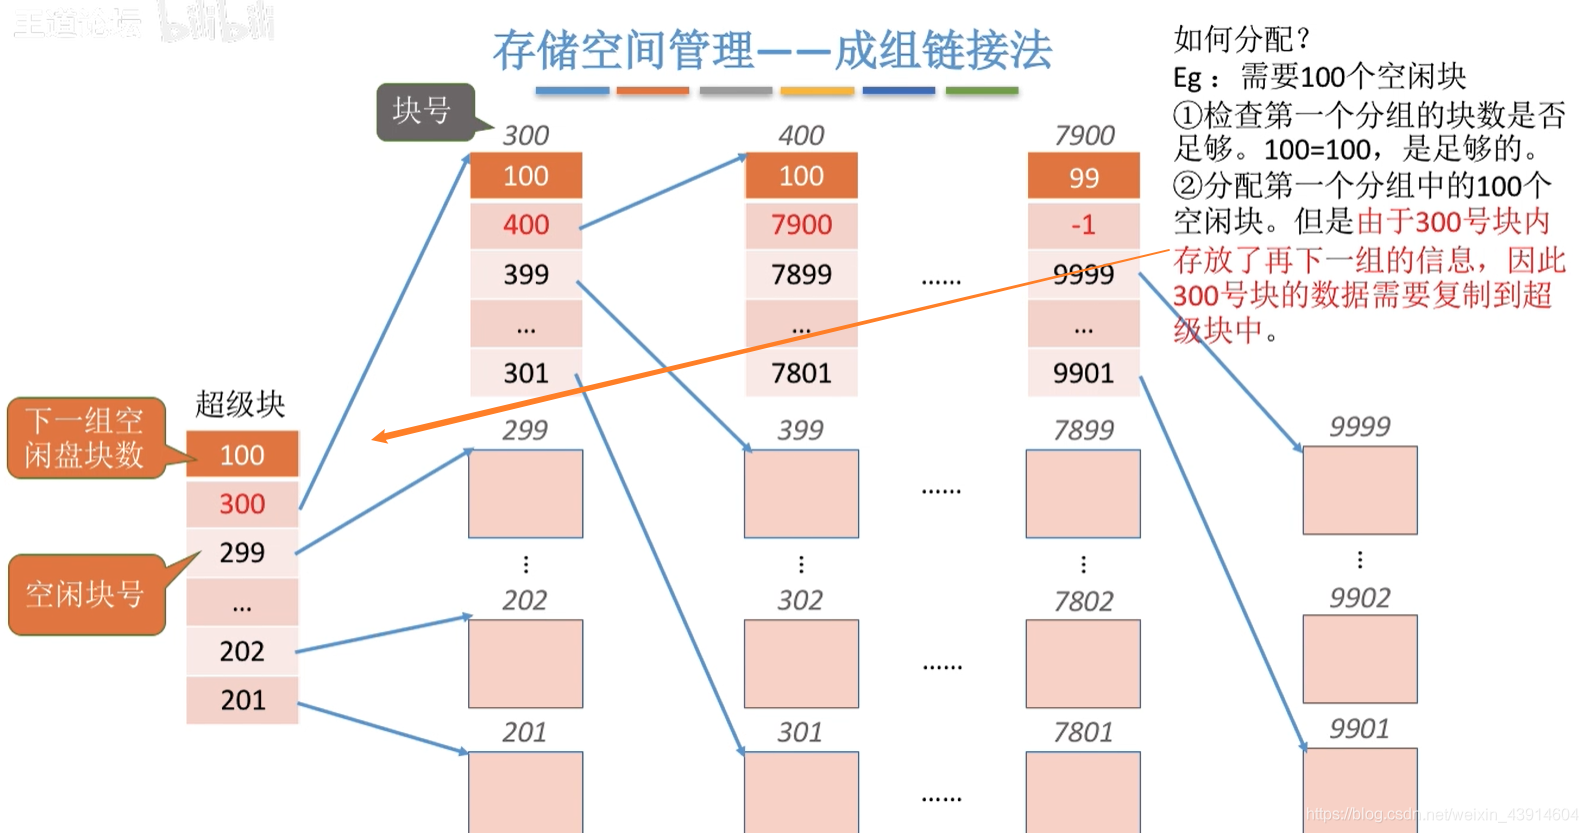 王道论坛 bilibili
存储空间管理——成组链接法
如何分配?
Eg：需要100个空闲块
①检查第一个分组的块数是否
足够。100=100，是足够的。
②分配第一个分组中的100个
空闲块。但是由于300号块内
存放了再下一组的信息，因此
300号块的数据需要复制到超
级块中。
块号
300
100
400
399
...
301
400
100
7900
7899
...
7801
......
7900
99
-1
9999
...
9901
超级块
下一组空
闲盘块数
空闲块号
100
300
299
...
202
201
299
399
......
7899
9999
⋮
⋮
⋮
⋮
202
302
......
7802
9902
201
301
......
7801
9901
https://blog.csdn.net/weixin_43914604